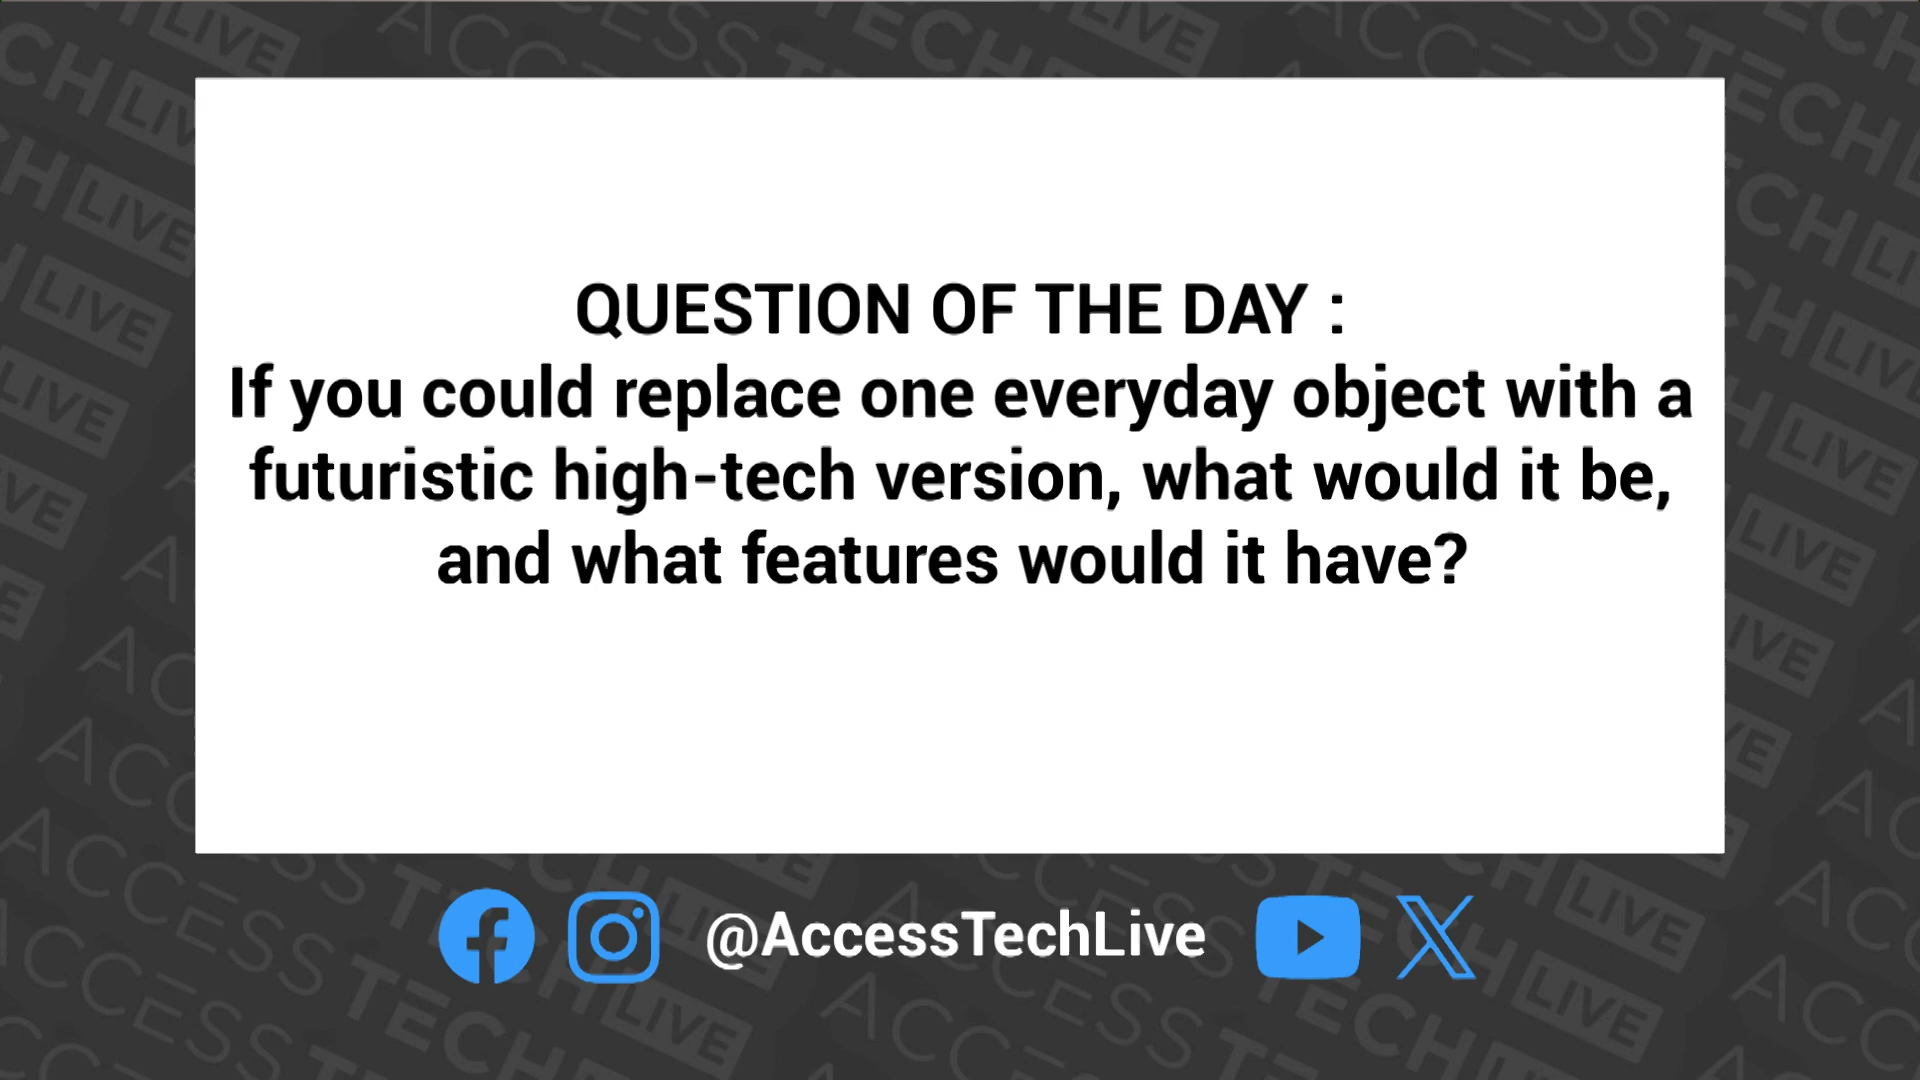 QUESTION OF THE DAY :
If you could replace one everyday object with a
futuristic high-tech version, what would it be,
and what features would it have?
@AccessTechLive